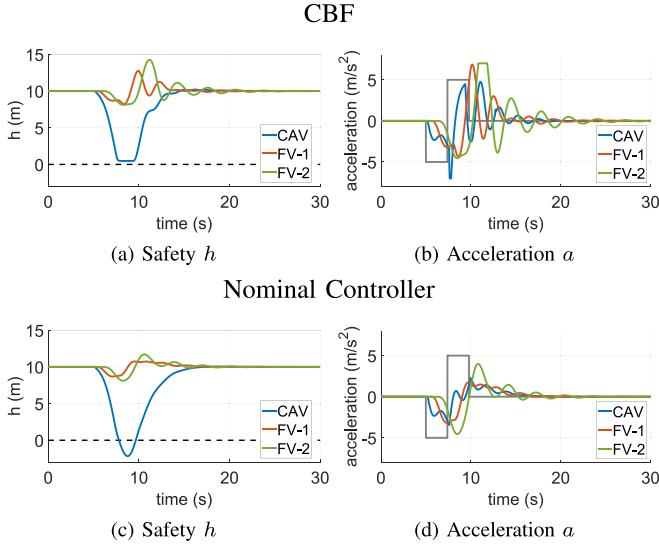 CBF
15
10
5
0
h (m)
CAV
FV-1
FV-2
0 10 20 30
time (s)
(a) Safety h
5
0
-5
acceleration (m/s²)
CAV
FV-1
FV-2
0 10 20 30
time (s)
(b) Acceleration a
Nominal Controller
15
10
5
0
h (m)
CAV
FV-1
FV-2
0 10 20 30
time (s)
(c) Safety h
5
0
-5
acceleration (m/s²)
CAV
FV-1
FV-2
0 10 20 30
time (s)
(d) Acceleration a